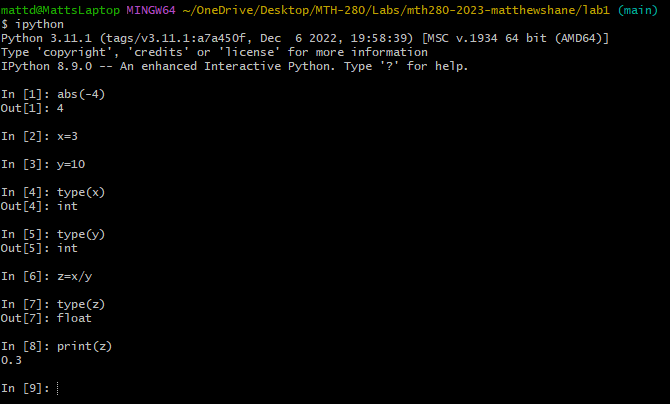 mattd@MattsLaptop MINGW64 ~/OneDrive/Desktop/MTH-280/Labs/mth280-2023-matthewshane/lab1 (main)
$ ipython
Python 3.11.1 (tags/v3.11.1:a7a450f, Dec  6 2022, 19:58:39) [MSC v.1934 64 bit (AMD64)]
Type 'copyright', 'credits' or 'license' for more information
IPython 8.9.0 -- An enhanced Interactive Python. Type '?' for help.
In [1]: abs(-4)
Out[1]: 4
In [2]: x=3
In [3]: y=10
In [4]: type(x)
Out[4]: int
In [5]: type(y)
Out[5]: int
In [6]: z=x/y
In [7]: type(z)
Out[7]: float
In [8]: print(z)
0.3
In [9]: